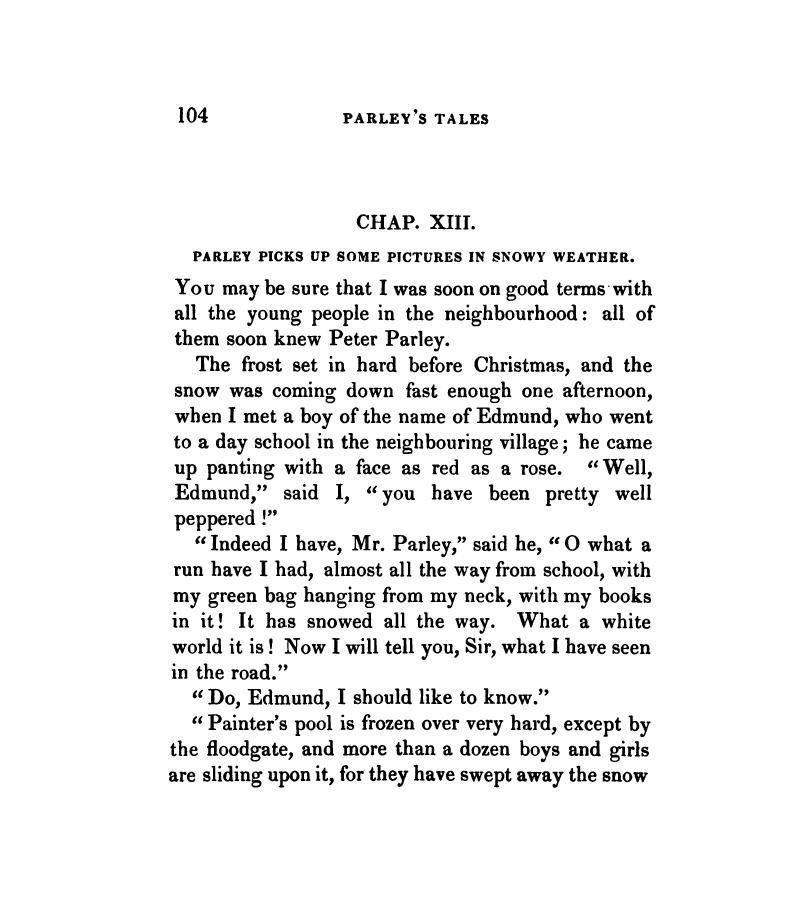 104 PARLEY'S TALES
CHAP. XIII.
PARLEY PICKS UP SOME PICTURES IN SNOWY WEATHER.
You may be sure that I was soon on good terms with
all the young people in the neighbourhood: all of
them soon knew Peter Parley.
The frost set in hard before Christmas, and the
snow was coming down fast enough one afternoon,
when I met a boy of the name of Edmund, who went
to a day school in the neighbouring village; he came
up panting with a face as red as a rose. “Well,
Edmund,” said I, “you have been pretty well
peppered!”
“Indeed I have, Mr. Parley,” said he, “O what a
run have I had, almost all the way from school, with
my green bag hanging from my neck, with my books
in it! It has snowed all the way. What a white
world it is! Now I will tell you, Sir, what I have seen
in the road.”
“Do, Edmund, I should like to know.”
“Painter's pool is frozen over very hard, except by
the floodgate, and more than a dozen boys and girls
are sliding upon it, for they have swept away the snow